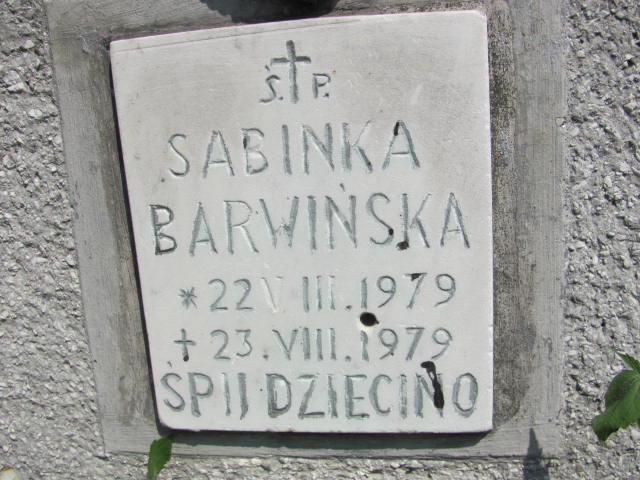 Ś.P.
SABINKA
BARWIŃSKA
* 22 VIII.1979
† 23.VIII.1979
ŚPIJ DZIECINO